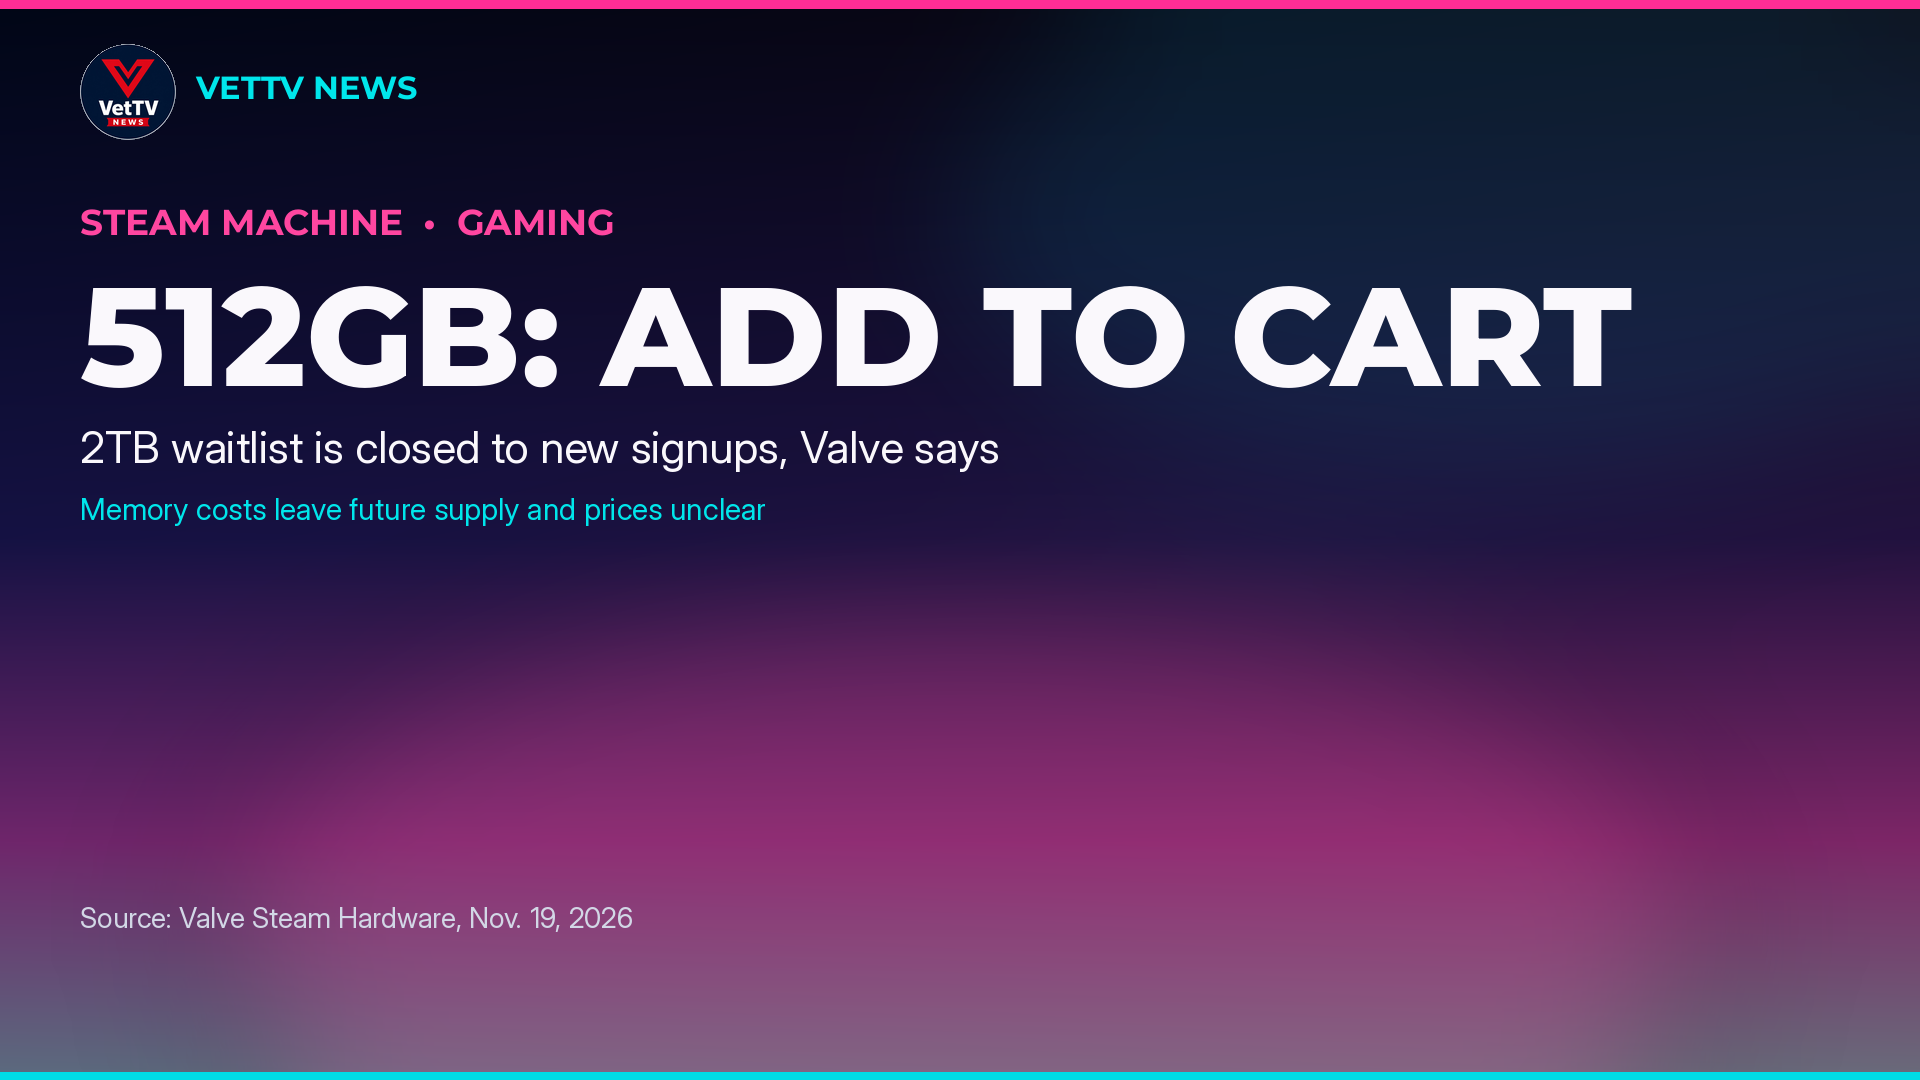 VetTV
NEWS
VETTV NEWS
STEAM MACHINE • GAMING
512GB: ADD TO CART
2TB waitlist is closed to new signups, Valve says
Memory costs leave future supply and prices unclear
Source: Valve Steam Hardware, Nov. 19, 2026